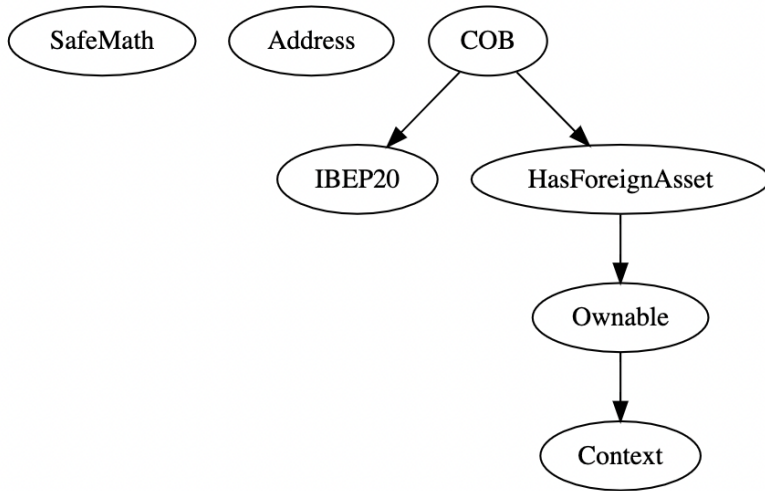 SafeMath
Address
COB
IBEP20
HasForeignAsset
Ownable
Context